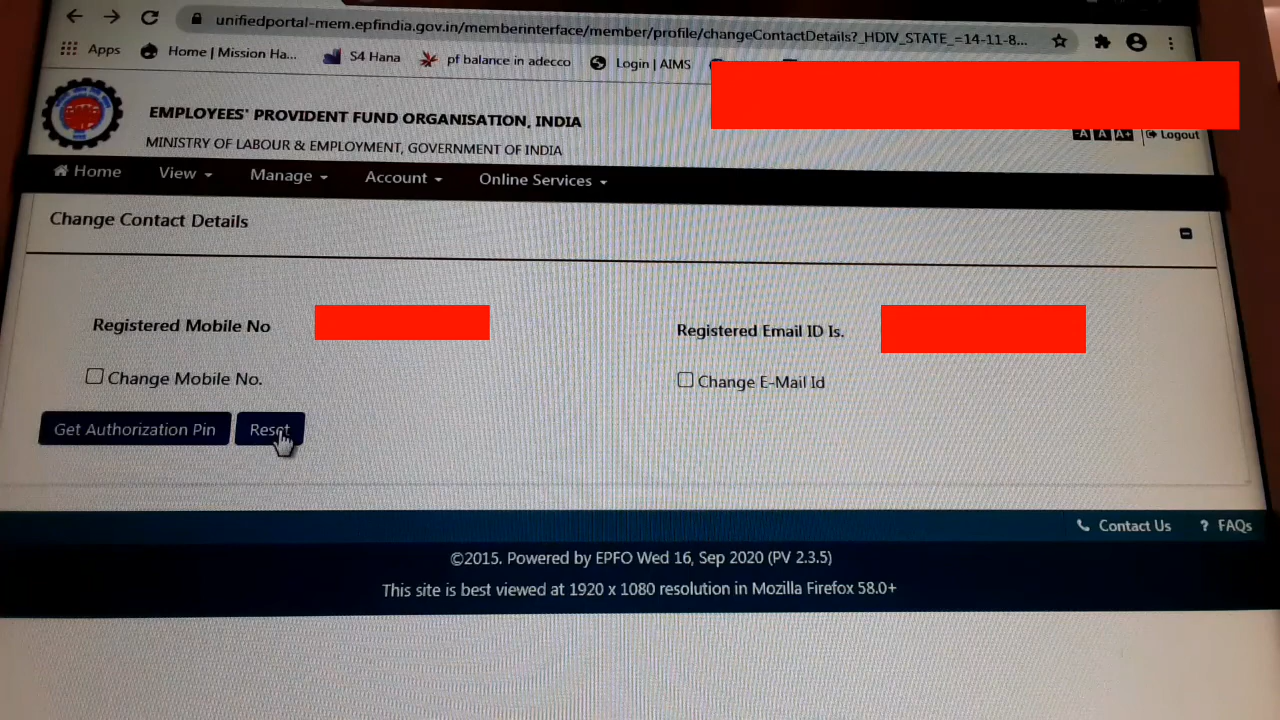 unifiedportal-mem.epfindia.gov.in/memberinterface/member/profile/changeContactDetails?_HDIV_STATE_=14-11-8...
Apps Home | Mission Ha... S4 Hana pf balance in adecco Login | AIMS
EMPLOYEES' PROVIDENT FUND ORGANISATION, INDIA
MINISTRY OF LABOUR & EMPLOYMENT, GOVERNMENT OF INDIA
-A A A+ Logout
Home View Manage Account Online Services
Change Contact Details
Registered Mobile No Registered Email ID Is.
Change Mobile No. Change E-Mail Id
Get Authorization Pin Reset
Contact Us ? FAQs
©2015. Powered by EPFO Wed 16, Sep 2020 (PV 2.3.5)
This site is best viewed at 1920 x 1080 resolution in Mozilla Firefox 58.0+